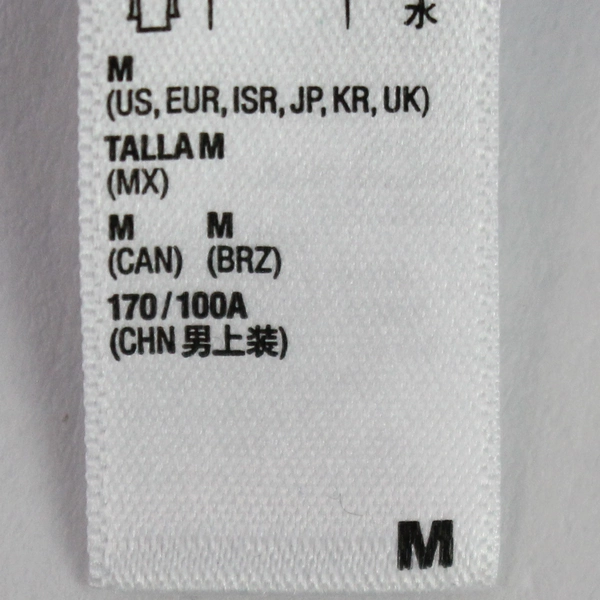 水
M
(US, EUR, ISR, JP, KR, UK)
TALLA M
(MX)
M M
(CAN) (BRZ)
170/100A
(CHN 男上装)
M